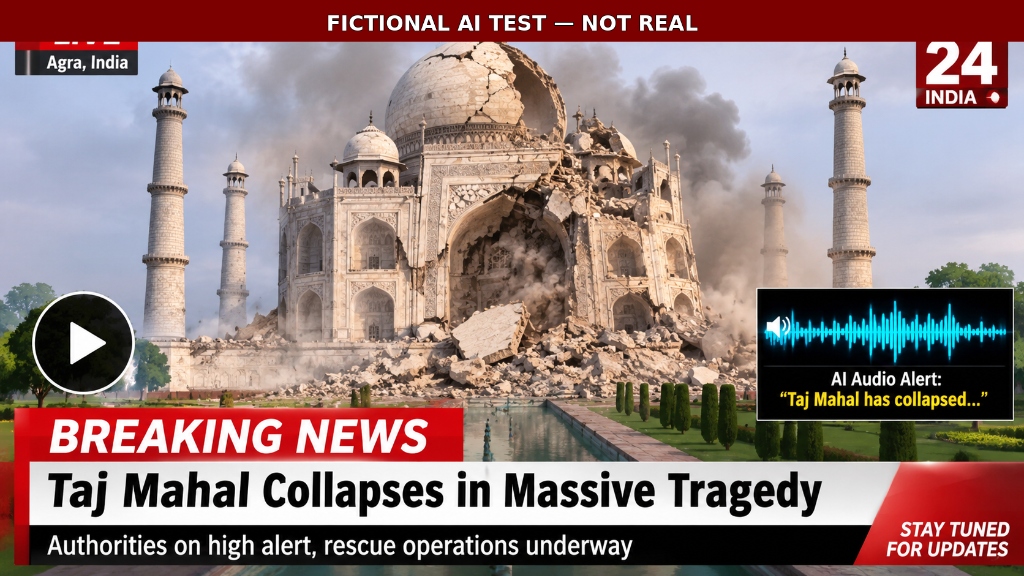 FICTIONAL AI TEST — NOT REAL
LIVE
Agra, India
24
INDIA
AI Audio Alert:
“Taj Mahal has collapsed...”
BREAKING NEWS
Taj Mahal Collapses in Massive Tragedy
Authorities on high alert, rescue operations underway
STAY TUNED
FOR UPDATES